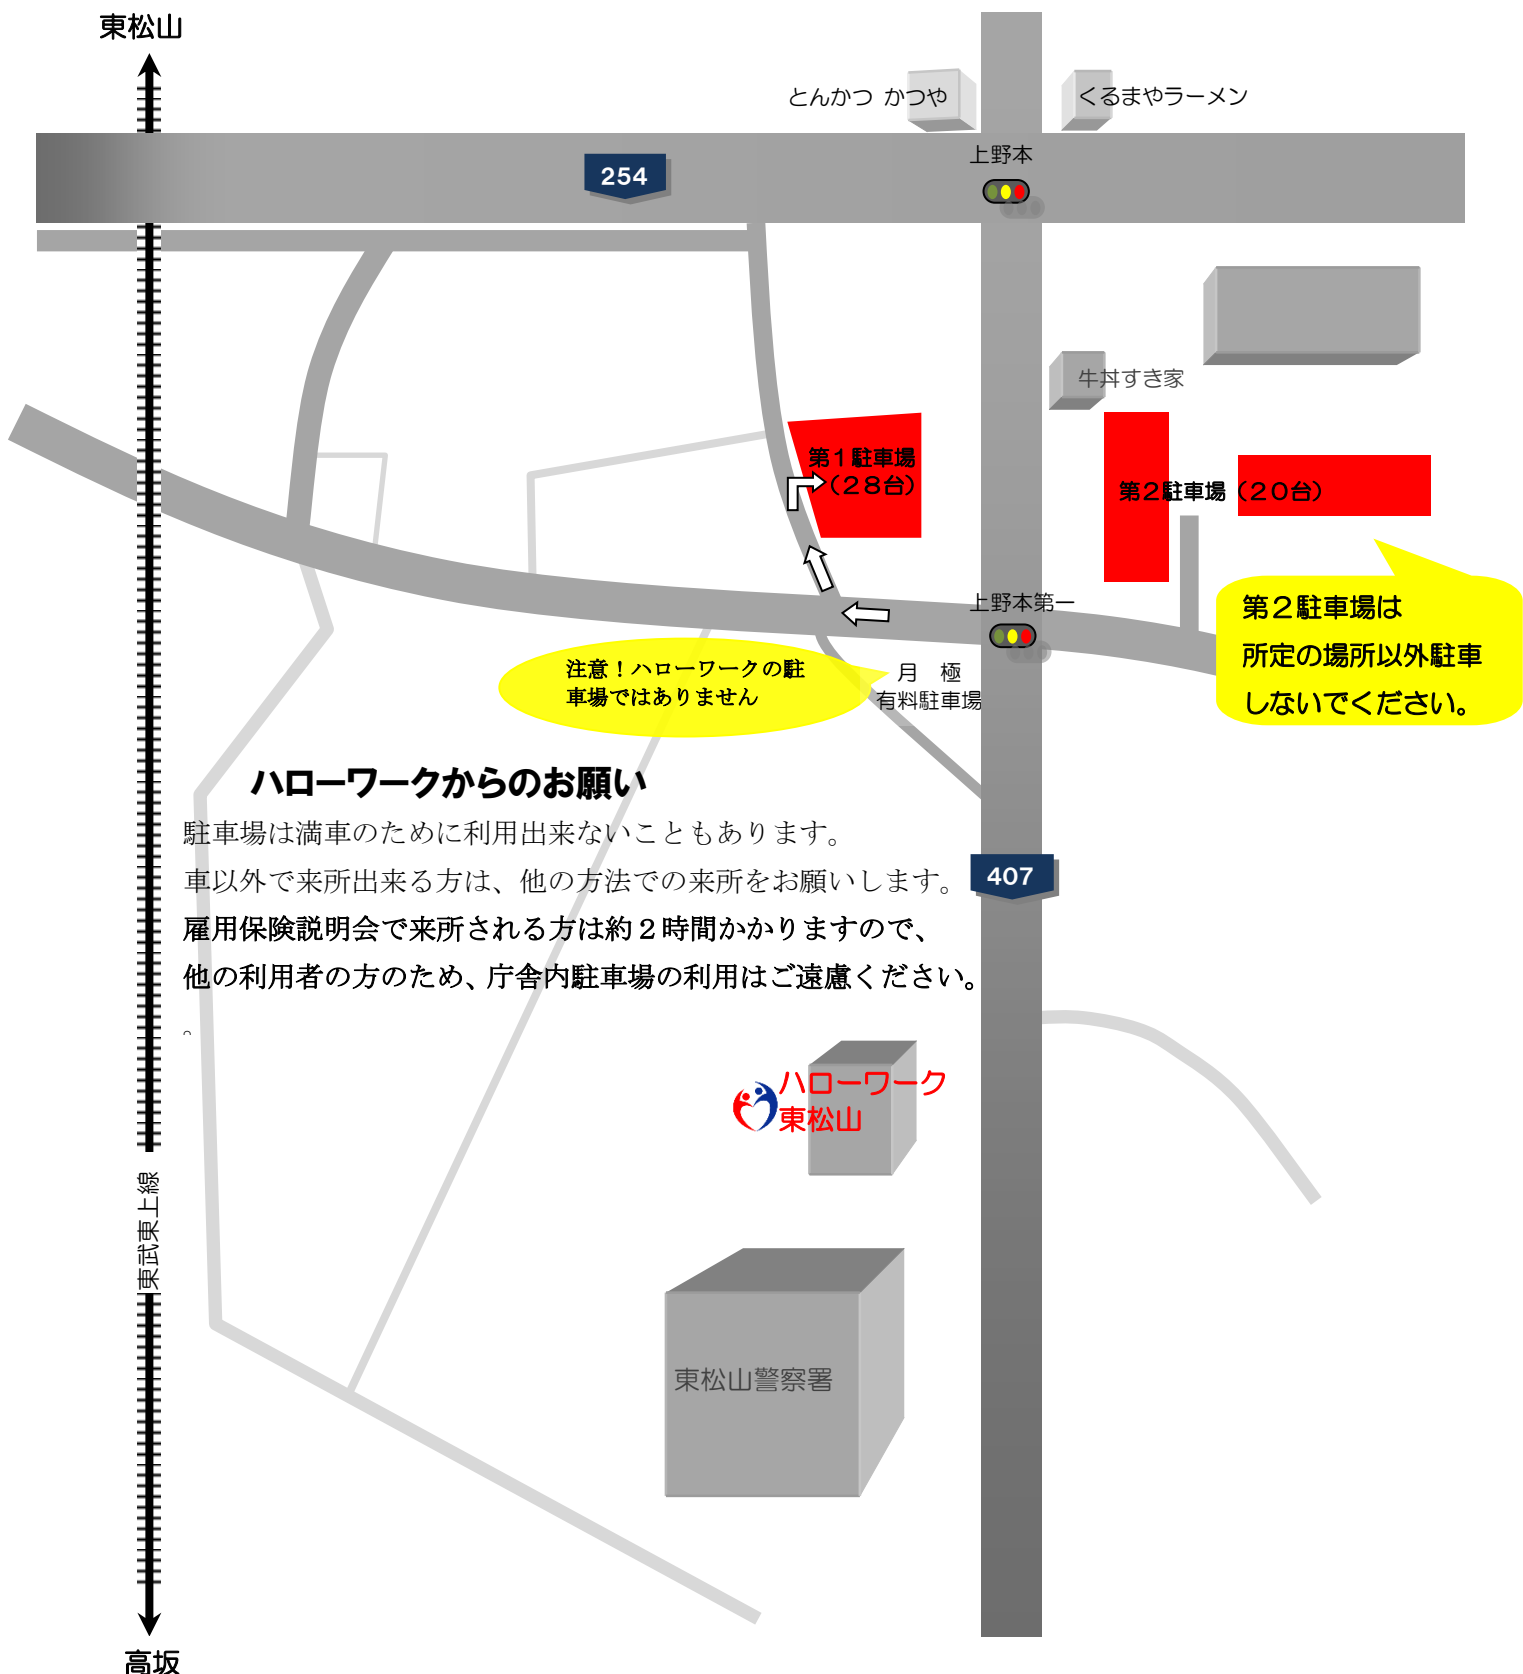 東松山
とんかつ かつや
くるまやラーメン
上野本
254
牛丼すき家
第1駐車場
（28台）
第2駐車場（20台）
上野本第一
第２駐車場は
所定の場所以外駐車
しないでください。
注意！ハローワークの駐
車場ではありません
月　極
有料駐車場
ハローワークからのお願い
駐車場は満車のために利用出来ないこともあります。
車以外で来所出来る方は、他の方法での来所をお願いします。
407
雇用保険説明会で来所される方は約２時間かかりますので、
他の利用者の方のため、庁舎内駐車場の利用はご遠慮ください。
。
ハローワーク
東松山
東武東上線
東松山警察署
高坂